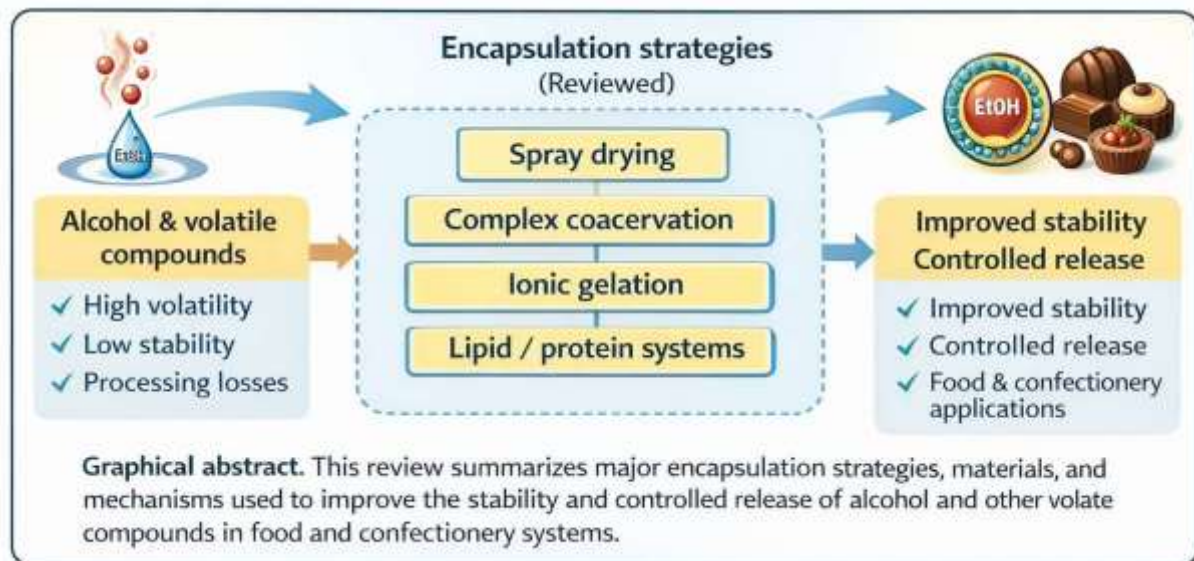 Encapsulation strategies
(Reviewed)
EtOH
EtOH
Spray drying
Complex coacervation
Ionic gelation
Lipid / protein systems
Alcohol & volatile
compounds
✓ High volatility
✓ Low stability
✓ Processing losses
Improved stability
Controlled release
✓ Improved stability
✓ Controlled release
✓ Food & confectionery
applications
Graphical abstract. This review summarizes major encapsulation strategies, materials, and
mechanisms used to improve the stability and controlled release of alcohol and other volate
compounds in food and confectionery systems.